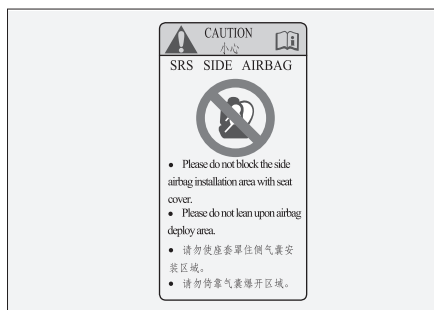 CAUTION
小心
SRS SIDE AIRBAG
• Please do not block the side
airbag installation area with seat
cover.
• Please do not lean upon airbag
deploy area.
• 请勿使座套罩住侧气囊安
装区域。
• 请勿倚靠气囊爆开区域。